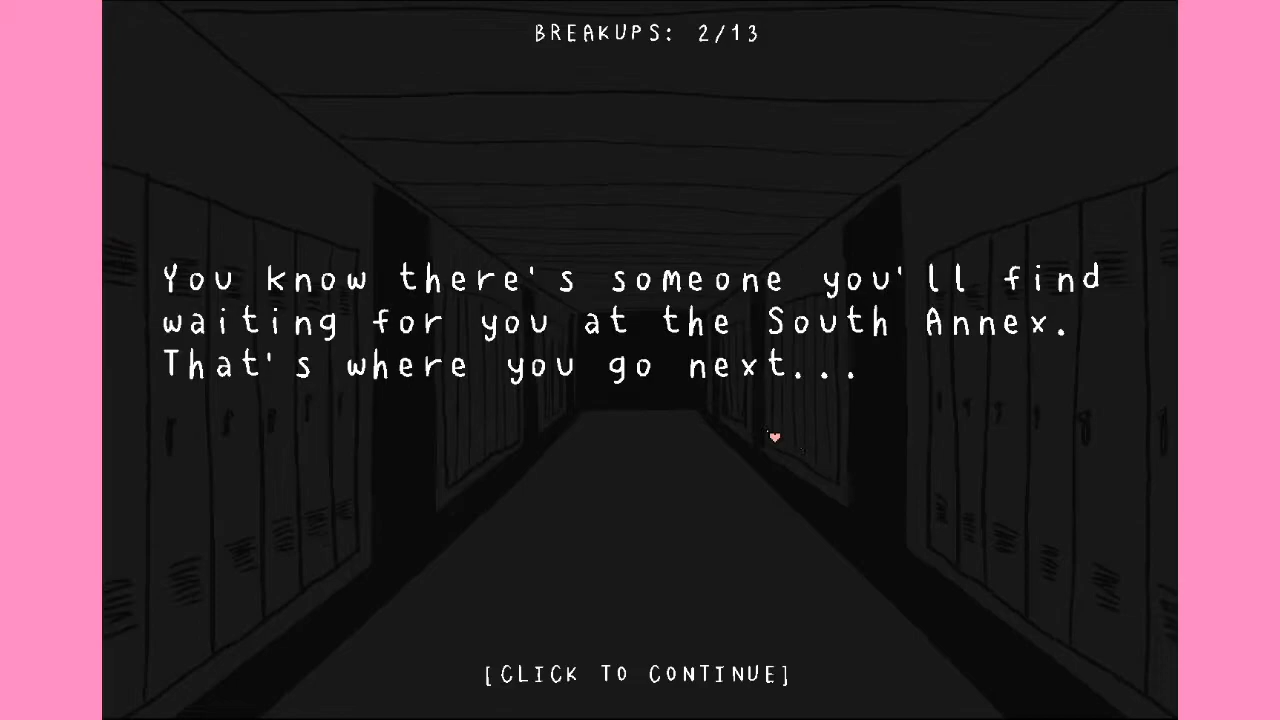 BREAKUPS: 2/13
You know there's someone you'll find
waiting for you at the South Annex.
That's where you go next...
[CLICK TO CONTINUE]